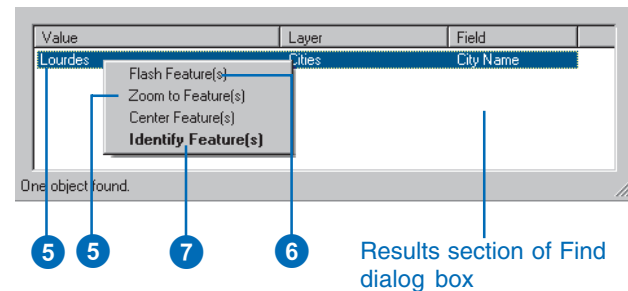 Value Layer Field
Lourdes Cities City Name
Flash Feature(s)
Zoom to Feature(s)
Center Feature(s)
Identify Feature(s)
One object found.
5 5 7 6 Results section of Find
dialog box